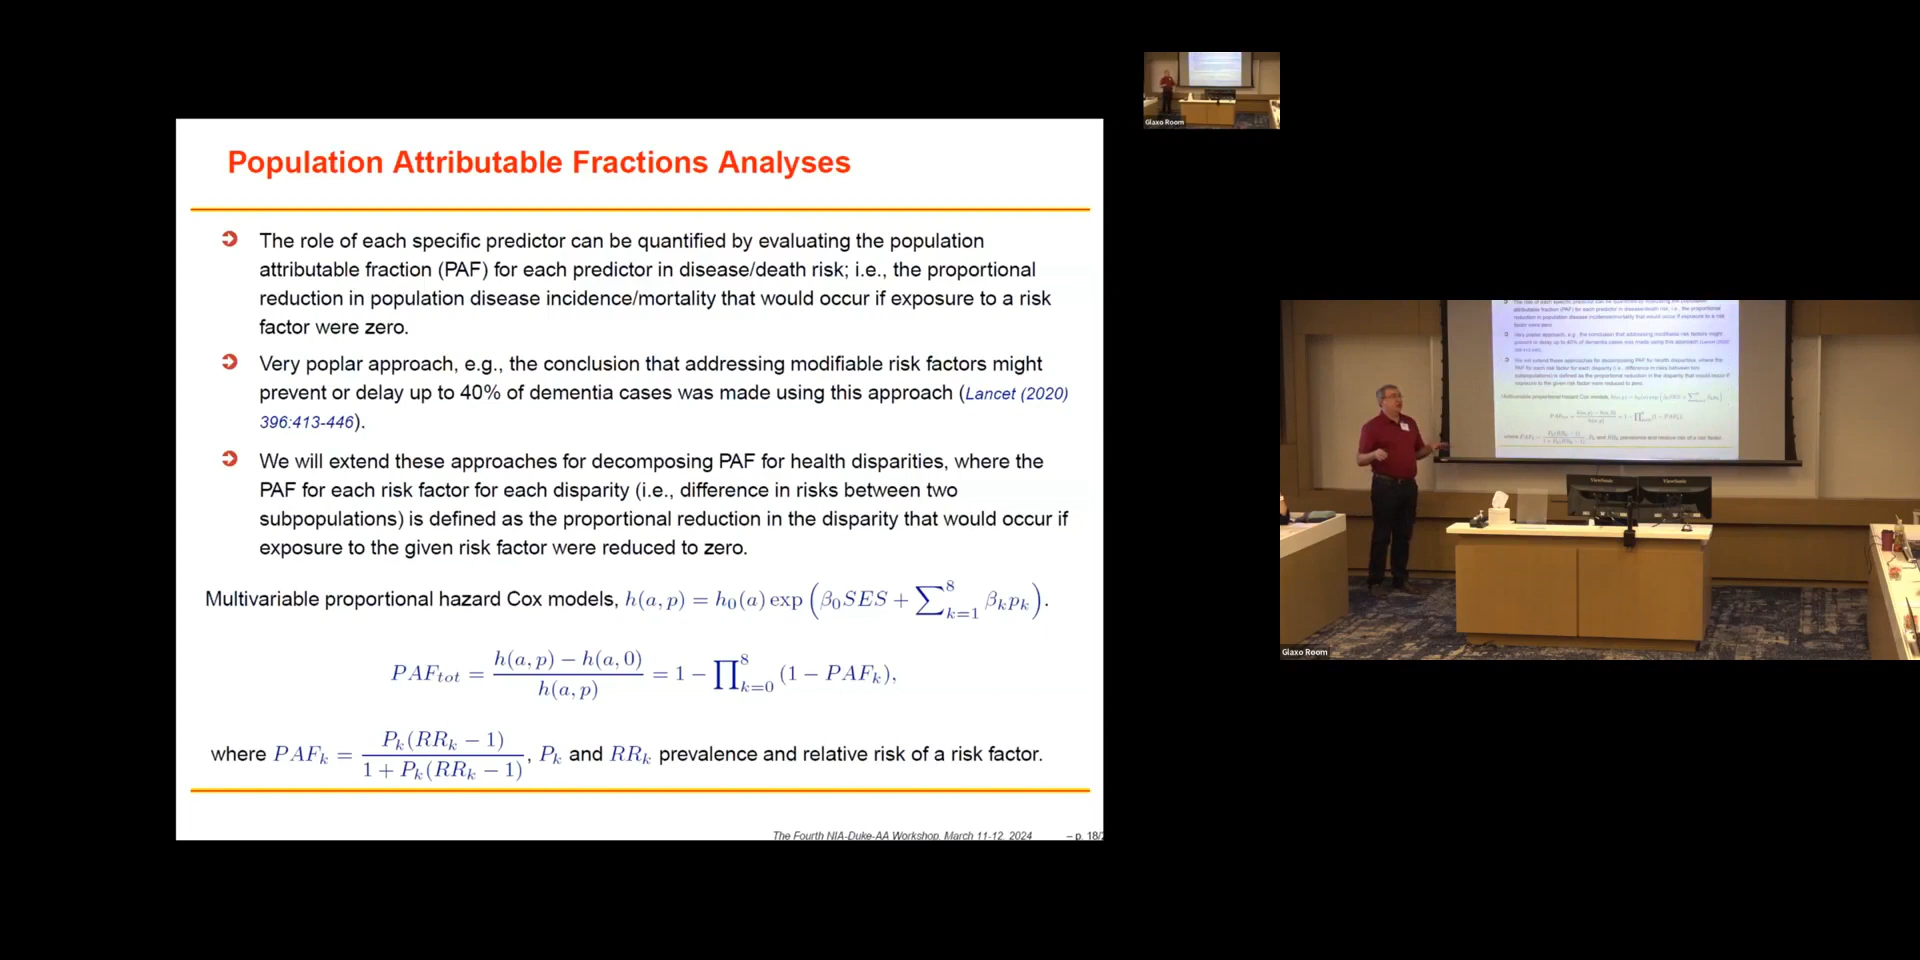 Population Attributable Fractions Analyses
The role of each specific predictor can be quantified by evaluating the population
attributable fraction (PAF) for each predictor in disease/death risk; i.e., the proportional
reduction in population disease incidence/mortality that would occur if exposure to a risk
factor were zero.
Very poplar approach, e.g., the conclusion that addressing modifiable risk factors might
prevent or delay up to 40% of dementia cases was made using this approach (Lancet (2020)
396:413-446).
We will extend these approaches for decomposing PAF for health disparities, where the
PAF for each risk factor for each disparity (i.e., difference in risks between two
subpopulations) is defined as the proportional reduction in the disparity that would occur if
exposure to the given risk factor were reduced to zero.
Multivariable proportional hazard Cox models, h(a, p) = h₀(a) exp (β₀SES + ∑⁸ₖ₌₁ βₖpₖ).
PAF_tot = (h(a, p) − h(a, 0)) / h(a, p) = 1 − ∏⁸ₖ₌₀ (1 − PAFₖ),
where PAFₖ = Pₖ(RRₖ − 1) / (1 + Pₖ(RRₖ − 1)), Pₖ and RRₖ prevalence and relative risk of a risk factor.
The Fourth NIA-Duke-AA Workshop, March 11-12, 2024 – p. 18/
Glaxo Room
ViewSonic ViewSonic
Glaxo Room